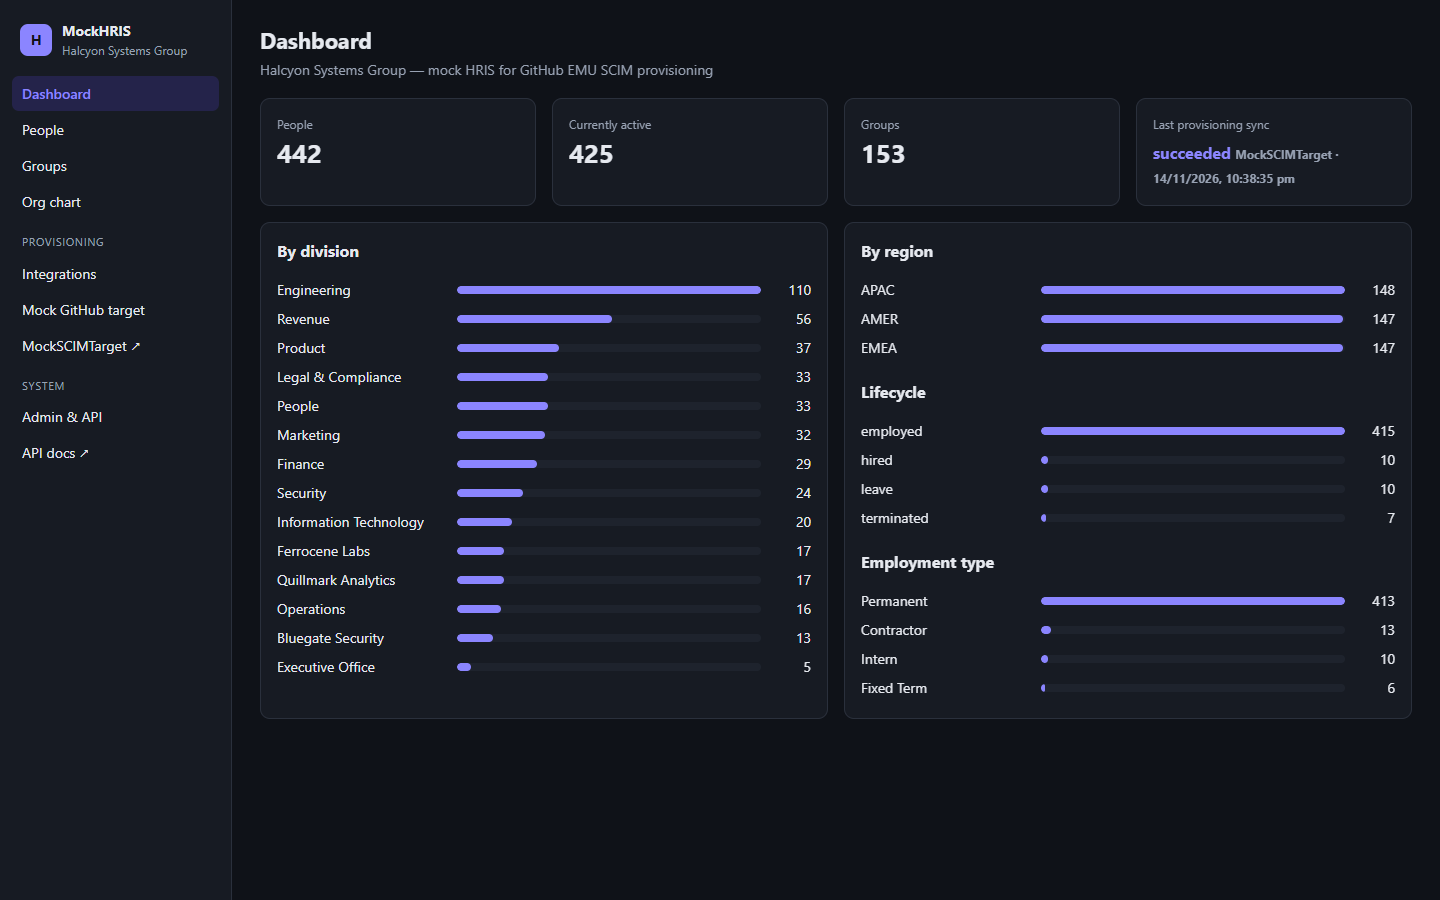 H
MockHRIS
Halcyon Systems Group
Dashboard
People
Groups
Org chart
PROVISIONING
Integrations
Mock GitHub target
MockSCIMTarget ↗
SYSTEM
Admin & API
API docs ↗
Dashboard
Halcyon Systems Group — mock HRIS for GitHub EMU SCIM provisioning
People
442
Currently active
425
Groups
153
Last provisioning sync
succeeded MockSCIMTarget ·
14/11/2026, 10:38:35 pm
By division
Engineering 110
Revenue 56
Product 37
Legal & Compliance 33
People 33
Marketing 32
Finance 29
Security 24
Information Technology 20
Ferrocene Labs 17
Quillmark Analytics 17
Operations 16
Bluegate Security 13
Executive Office 5
By region
APAC 148
AMER 147
EMEA 147
Lifecycle
employed 415
hired 10
leave 10
terminated 7
Employment type
Permanent 413
Contractor 13
Intern 10
Fixed Term 6